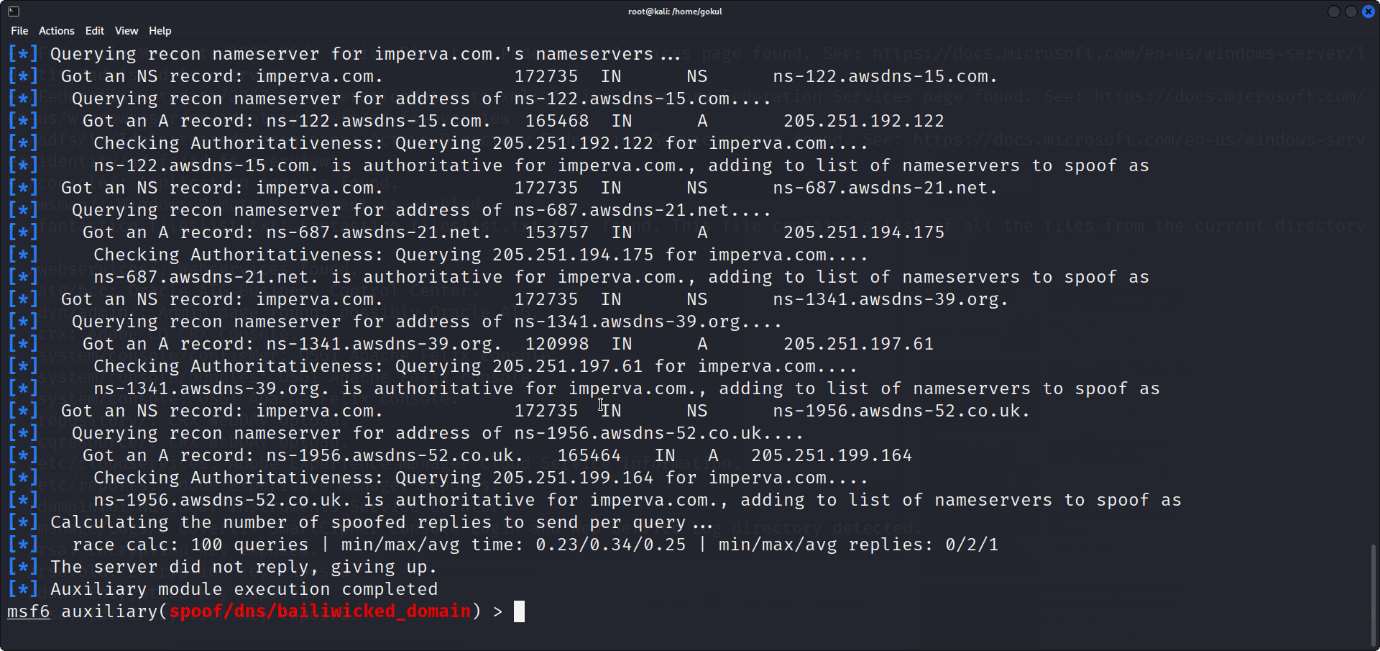 root@kali: /home/gokul
File Actions Edit View Help
[*] Querying recon nameserver for imperva.com.'s nameservers...
[*] Got an NS record: imperva.com. 172735 IN NS ns-122.awsdns-15.com.
[*] Querying recon nameserver for address of ns-122.awsdns-15.com....
[*] Got an A record: ns-122.awsdns-15.com. 165468 IN A 205.251.192.122
[*] Checking Authoritativeness: Querying 205.251.192.122 for imperva.com....
[*] ns-122.awsdns-15.com. is authoritative for imperva.com., adding to list of nameservers to spoof as
[*] Got an NS record: imperva.com. 172735 IN NS ns-687.awsdns-21.net.
[*] Querying recon nameserver for address of ns-687.awsdns-21.net....
[*] Got an A record: ns-687.awsdns-21.net. 153757 IN A 205.251.194.175
[*] Checking Authoritativeness: Querying 205.251.194.175 for imperva.com....
[*] ns-687.awsdns-21.net. is authoritative for imperva.com., adding to list of nameservers to spoof as
[*] Got an NS record: imperva.com. 172735 IN NS ns-1341.awsdns-39.org.
[*] Querying recon nameserver for address of ns-1341.awsdns-39.org....
[*] Got an A record: ns-1341.awsdns-39.org. 120998 IN A 205.251.197.61
[*] Checking Authoritativeness: Querying 205.251.197.61 for imperva.com....
[*] ns-1341.awsdns-39.org. is authoritative for imperva.com., adding to list of nameservers to spoof as
[*] Got an NS record: imperva.com. 172735 IN NS ns-1956.awsdns-52.co.uk.
[*] Querying recon nameserver for address of ns-1956.awsdns-52.co.uk....
[*] Got an A record: ns-1956.awsdns-52.co.uk. 165464 IN A 205.251.199.164
[*] Checking Authoritativeness: Querying 205.251.199.164 for imperva.com....
[*] ns-1956.awsdns-52.co.uk. is authoritative for imperva.com., adding to list of nameservers to spoof as
[*] Calculating the number of spoofed replies to send per query...
[*] race calc: 100 queries | min/max/avg time: 0.23/0.34/0.25 | min/max/avg replies: 0/2/1
[*] The server did not reply, giving up.
[*] Auxiliary module execution completed
msf6 auxiliary(spoof/dns/bailiwicked_domain) >